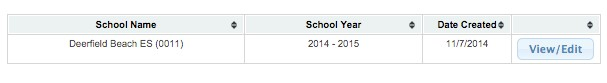 School Name School Year Date Created
Deerfield Beach ES (0011) 2014 - 2015 11/7/2014 View/Edit